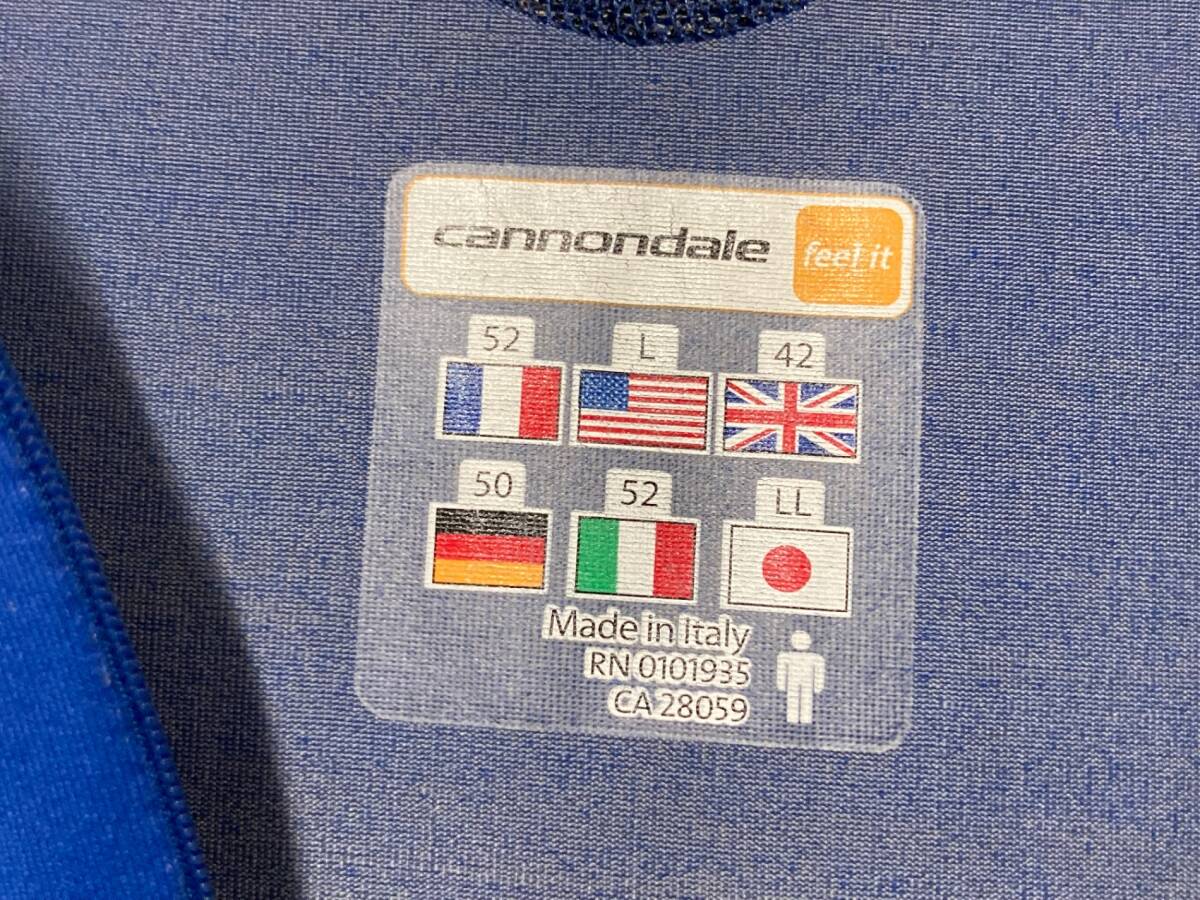 cannondale feel it
52 L 42
50 52 LL
Made in Italy
RN 0101935
CA 28059